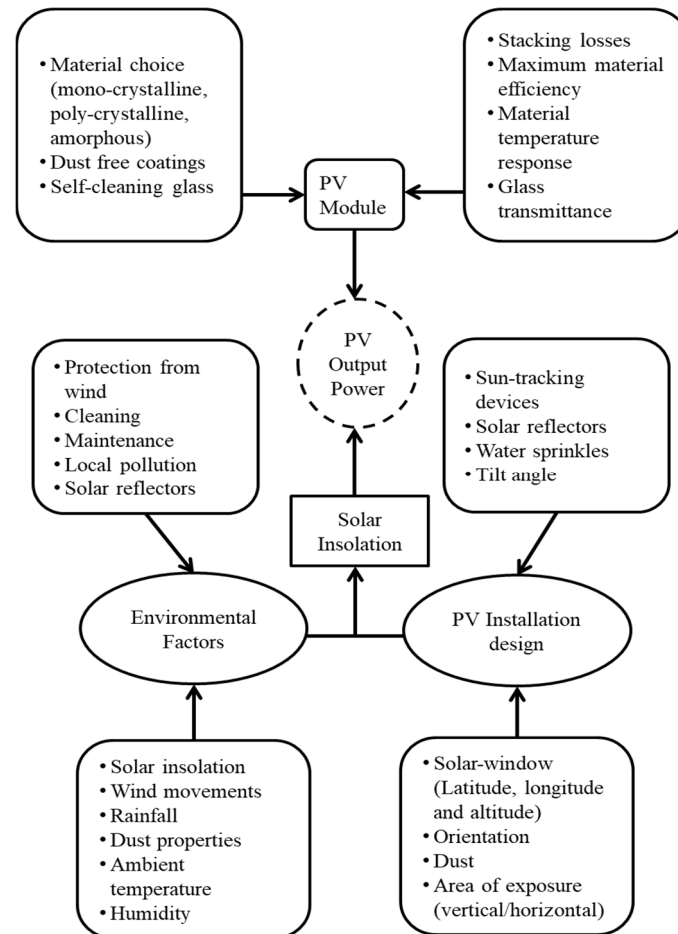 • Material choice
(mono-crystalline,
poly-crystalline,
amorphous)
• Dust free coatings
• Self-cleaning glass
• Stacking losses
• Maximum material
efficiency
• Material
temperature
response
• Glass
transmittance
PV
Module
PV
Output
Power
• Protection from
wind
• Cleaning
• Maintenance
• Local pollution
• Solar reflectors
• Sun-tracking
devices
• Solar reflectors
• Water sprinkles
• Tilt angle
Solar
Insolation
Environmental
Factors
PV Installation
design
• Solar insolation
• Wind movements
• Rainfall
• Dust properties
• Ambient
temperature
• Humidity
• Solar-window
(Latitude, longitude
and altitude)
• Orientation
• Dust
• Area of exposure
(vertical/horizontal)